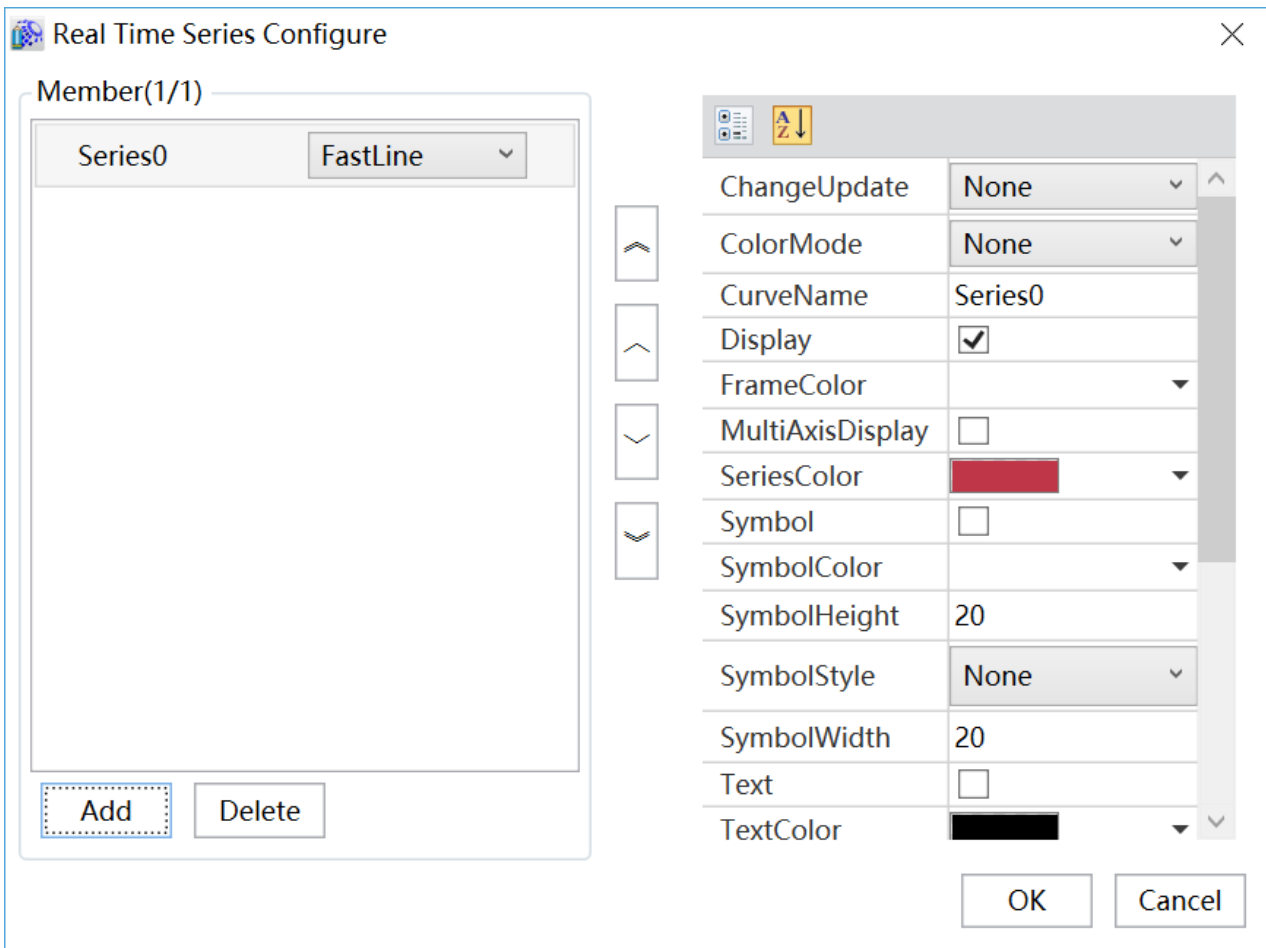 Real Time Series Configure
Member(1/1)
Series0 FastLine
Add Delete
A
Z
ChangeUpdate None
ColorMode None
CurveName Series0
Display
FrameColor
MultiAxisDisplay
SeriesColor
Symbol
SymbolColor
SymbolHeight 20
SymbolStyle None
SymbolWidth 20
Text
TextColor
OK Cancel